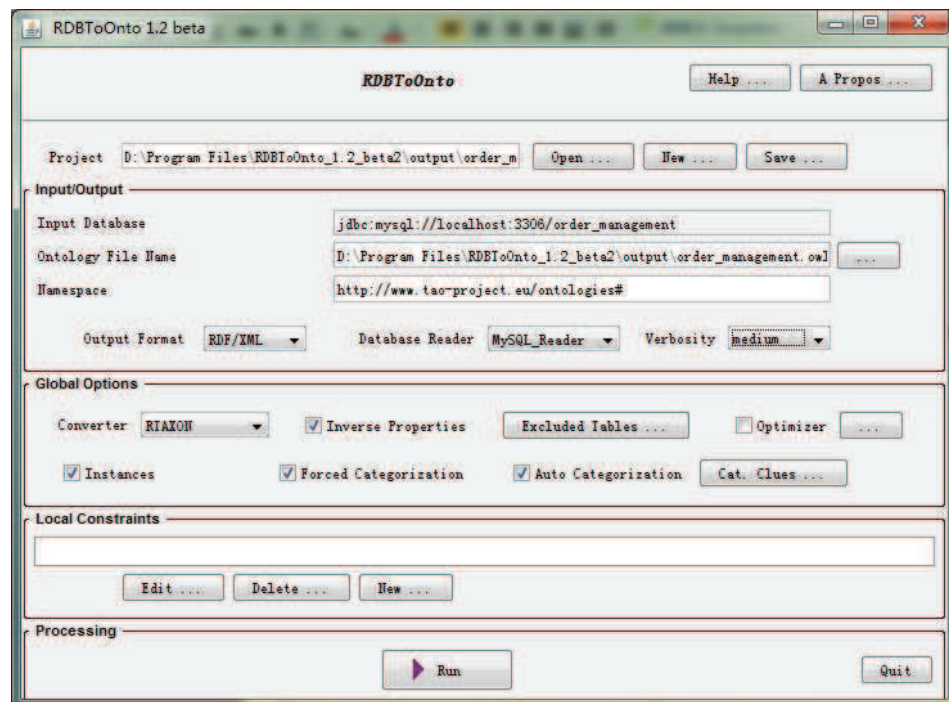 RDBToOnto 1.2 beta
RDBToOnto
Help ...
A Propos ...
Project D:\Program Files\RDBToOnto_1.2_beta2\output\order_m Open ... New ... Save ...
Input/Output
Input Database jdbc:mysql://localhost:3306/order_management
Ontology File Name D:\Program Files\RDBToOnto_1.2_beta2\output\order_management.owl ...
Namespace http://www.tao-project.eu/ontologies#
Output Format RDF/XML Database Reader MySQL_Reader Verbosity medium
Global Options
Converter RTAXON Inverse Properties Excluded Tables ... Optimizer ...
Instances Forced Categorization Auto Categorization Cat. Clues ...
Local Constraints
Edit ... Delete ... New ...
Processing
Run
Quit